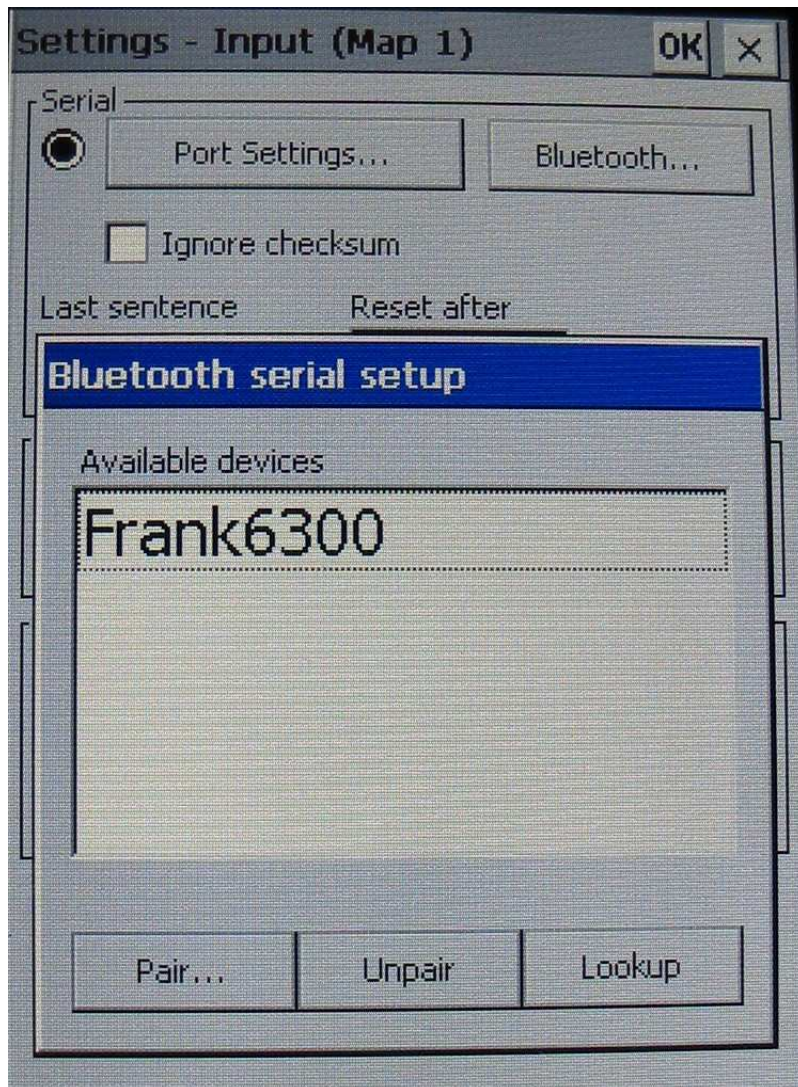 Settings - Input (Map 1) OK ×
Serial
Port Settings... Bluetooth...
Ignore checksum
Last sentence Reset after
Bluetooth serial setup
Available devices
Frank6300
Pair... Unpair Lookup